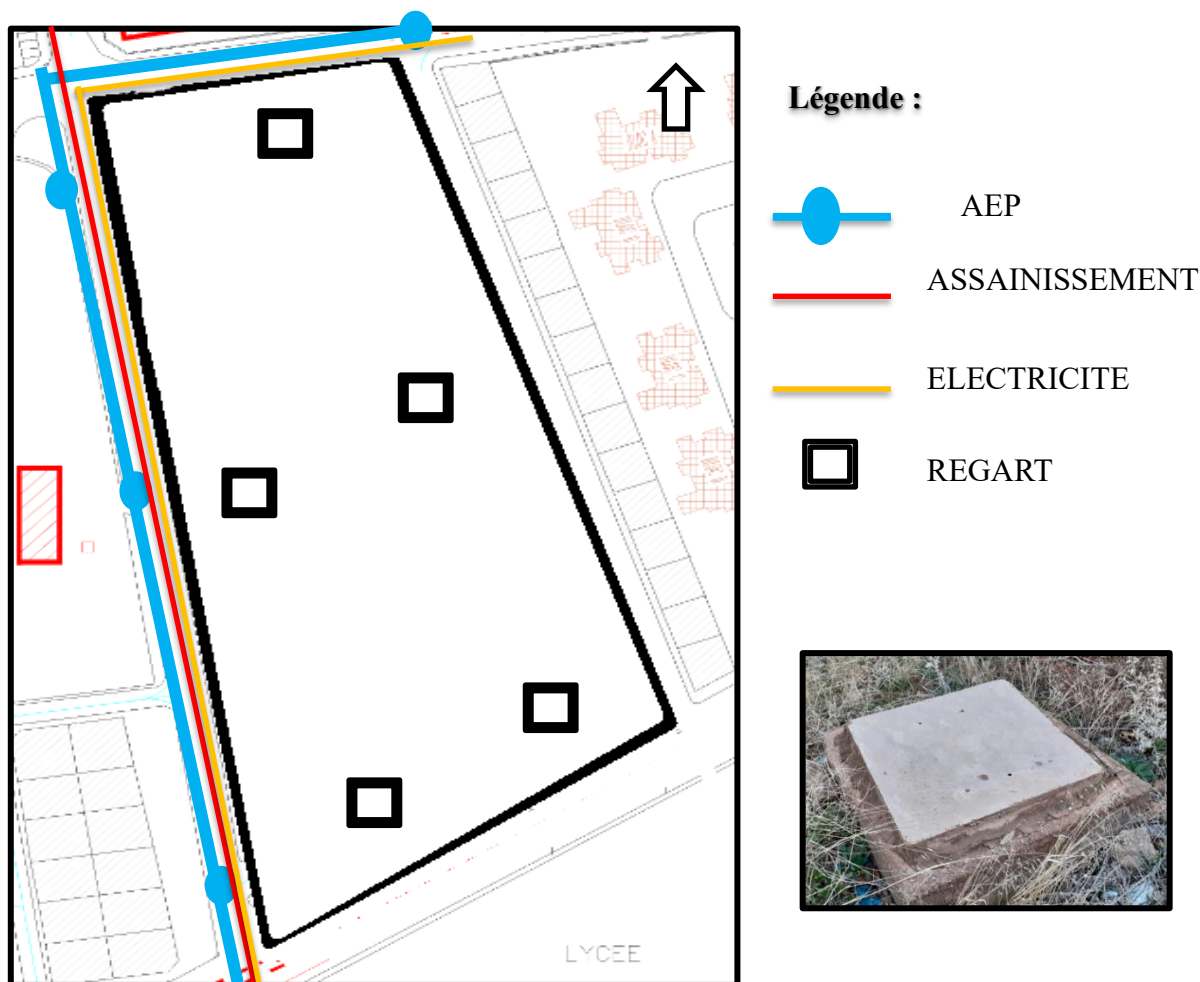 Légende :
AEP
ASSAINISSEMENT
ELECTRICITE
REGART
LYCEE